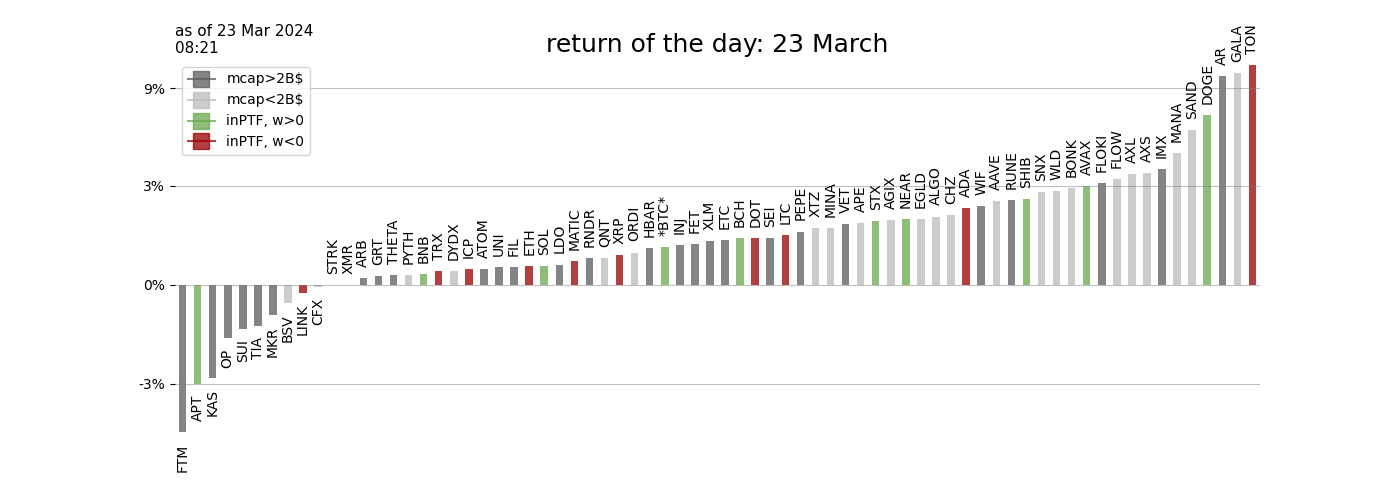 as of 23 Mar 2024
08:21
return of the day: 23 March
mcap>2B$
mcap<2B$
inPTF, w>0
inPTF, w<0
9%
3%
0%
-3%
FTM
APT
KAS
OP
SUI
TIA
MKR
BSV
LINK
CFX
STRK
XMR
ARB
GRT
THETA
PYTH
BNB
TRX
DYDX
ICP
ATOM
UNI
FIL
ETH
SOL
LDO
MATIC
RNDR
QNT
XRP
ORDI
HBAR
*BTC*
INJ
FET
XLM
ETC
BCH
DOT
SEI
LTC
PEPE
XTZ
MINA
VET
APE
STX
AGIX
NEAR
EGLD
ALGO
CHZ
ADA
WIF
AAVE
RUNE
SHIB
SNX
WLD
BONK
AVAX
FLOKI
FLOW
AXL
AXS
IMX
MANA
SAND
DOGE
AR
GALA
TON